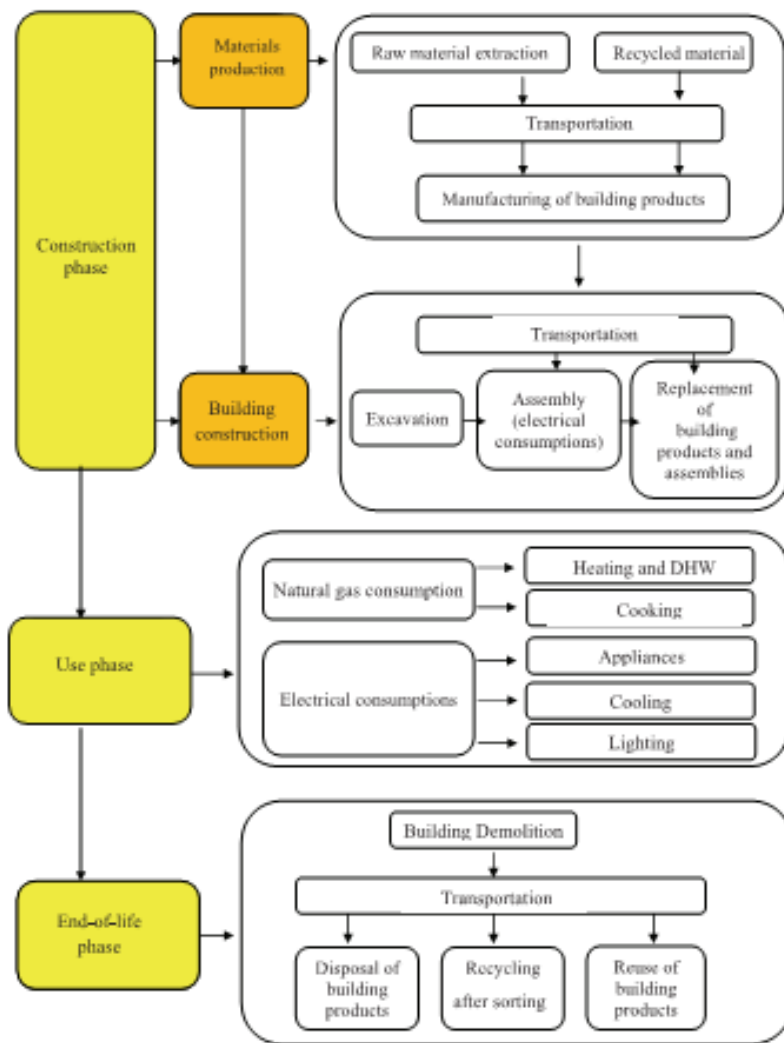 Materials
production
Raw material extraction
Recycled material
Transportation
Manufacturing of building products
Construction
phase
Transportation
Building
construction
Excavation
Assembly
(electrical
consumptions)
Replacement
of
building
products and
assemblies
Use phase
Natural gas consumption
Heating and DHW
Cooking
Electrical consumptions
Appliances
Cooling
Lighting
End-of-life
phase
Building Demolition
Transportation
Disposal of
building
products
Recycling
after sorting
Reuse of
building
products